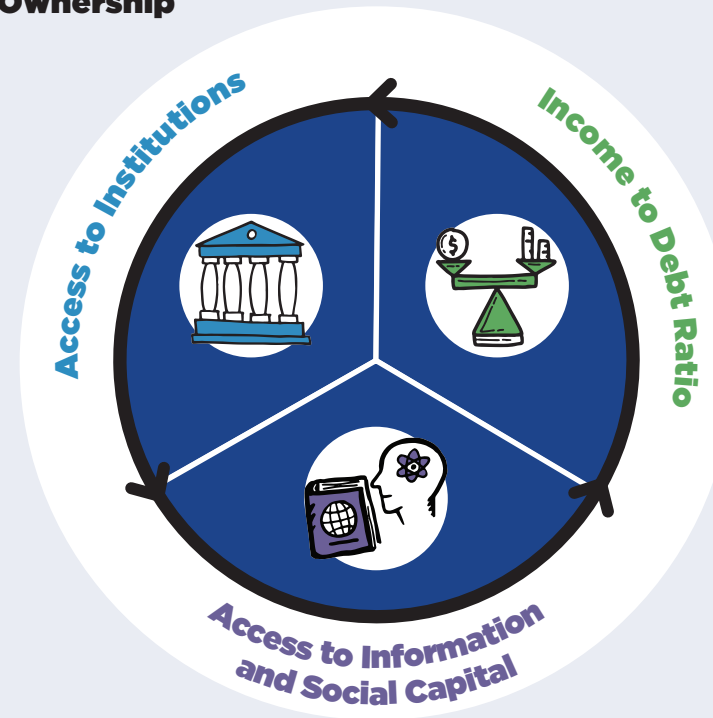 Ownership
Access to Institutions
Income to Debt Ratio
$
Access to Information
and Social Capital